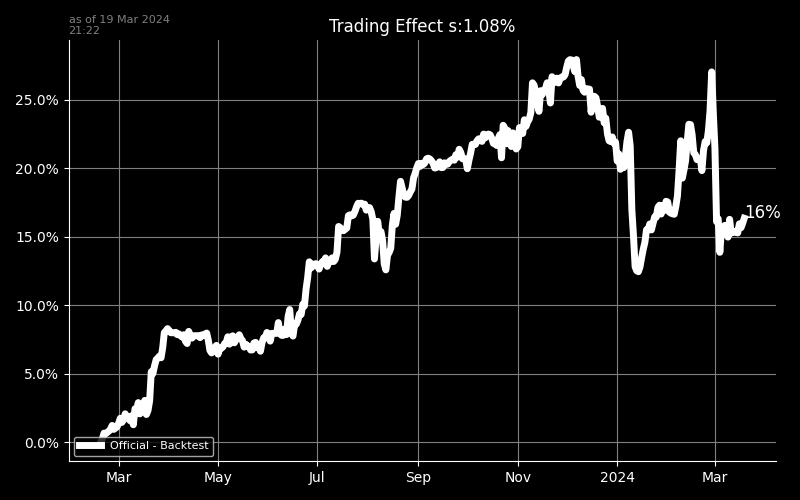 as of 19 Mar 2024
21:22
Trading Effect s:1.08%
25.0%
20.0%
15.0%
10.0%
5.0%
0.0%
16%
Official - Backtest
Mar
May
Jul
Sep
Nov
2024
Mar